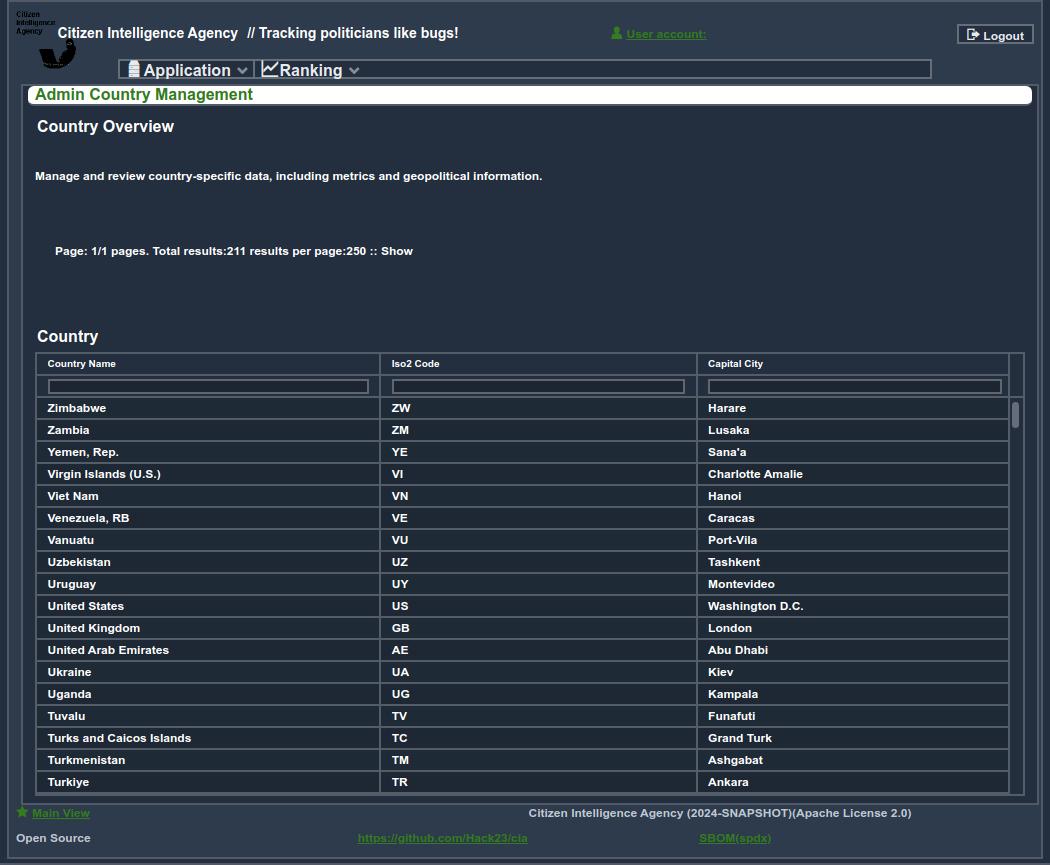 Citizen
Intelligence
Agency
Citizen Intelligence Agency // Tracking politicians like bugs!
User account:
Logout
Application
Ranking
Admin Country Management
Country Overview
Manage and review country-specific data, including metrics and geopolitical information.
Page: 1/1 pages. Total results:211 results per page:250 :: Show
Country
Country Name Iso2 Code Capital City
Zimbabwe ZW Harare
Zambia ZM Lusaka
Yemen, Rep. YE Sana'a
Virgin Islands (U.S.) VI Charlotte Amalie
Viet Nam VN Hanoi
Venezuela, RB VE Caracas
Vanuatu VU Port-Vila
Uzbekistan UZ Tashkent
Uruguay UY Montevideo
United States US Washington D.C.
United Kingdom GB London
United Arab Emirates AE Abu Dhabi
Ukraine UA Kiev
Uganda UG Kampala
Tuvalu TV Funafuti
Turks and Caicos Islands TC Grand Turk
Turkmenistan TM Ashgabat
Turkiye TR Ankara
Main View Citizen Intelligence Agency (2024-SNAPSHOT)(Apache License 2.0)
Open Source https://github.com/Hack23/cia SBOM(spdx)